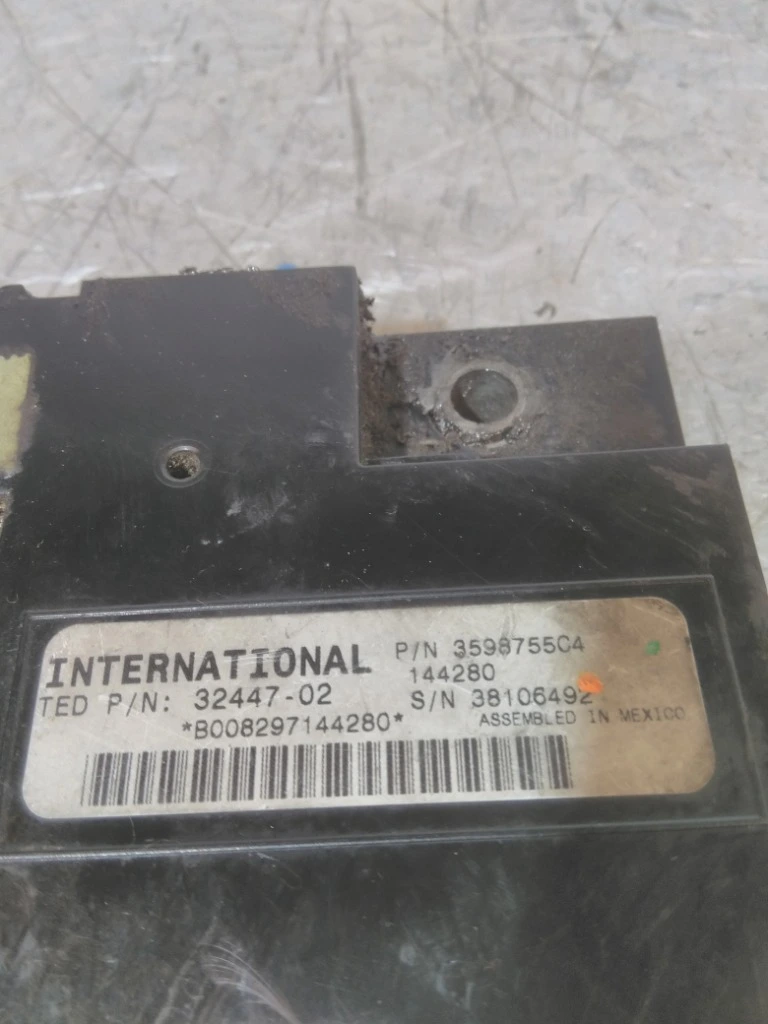 INTERNATIONAL P/N 3598755C4
144280
TED P/N: 32447-02 S/N 38106492
*B008297144280* ASSEMBLED IN MEXICO